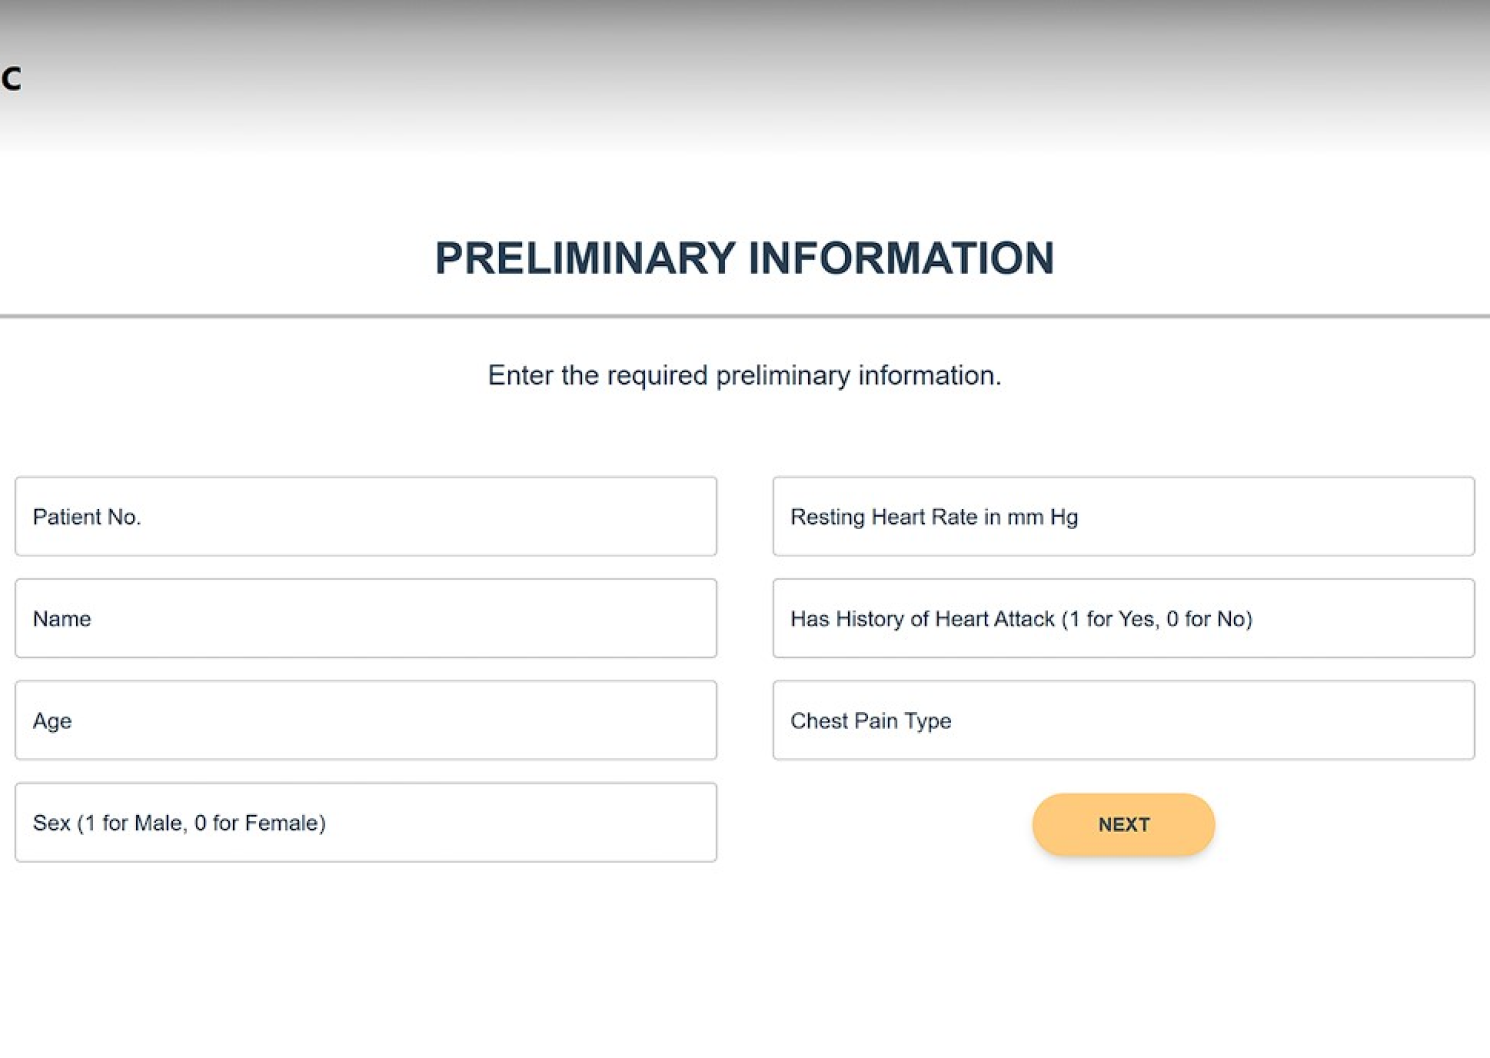 C
PRELIMINARY INFORMATION
Enter the required preliminary information.
Patient No.
Name
Age
Sex (1 for Male, 0 for Female)
Resting Heart Rate in mm Hg
Has History of Heart Attack (1 for Yes, 0 for No)
Chest Pain Type
NEXT